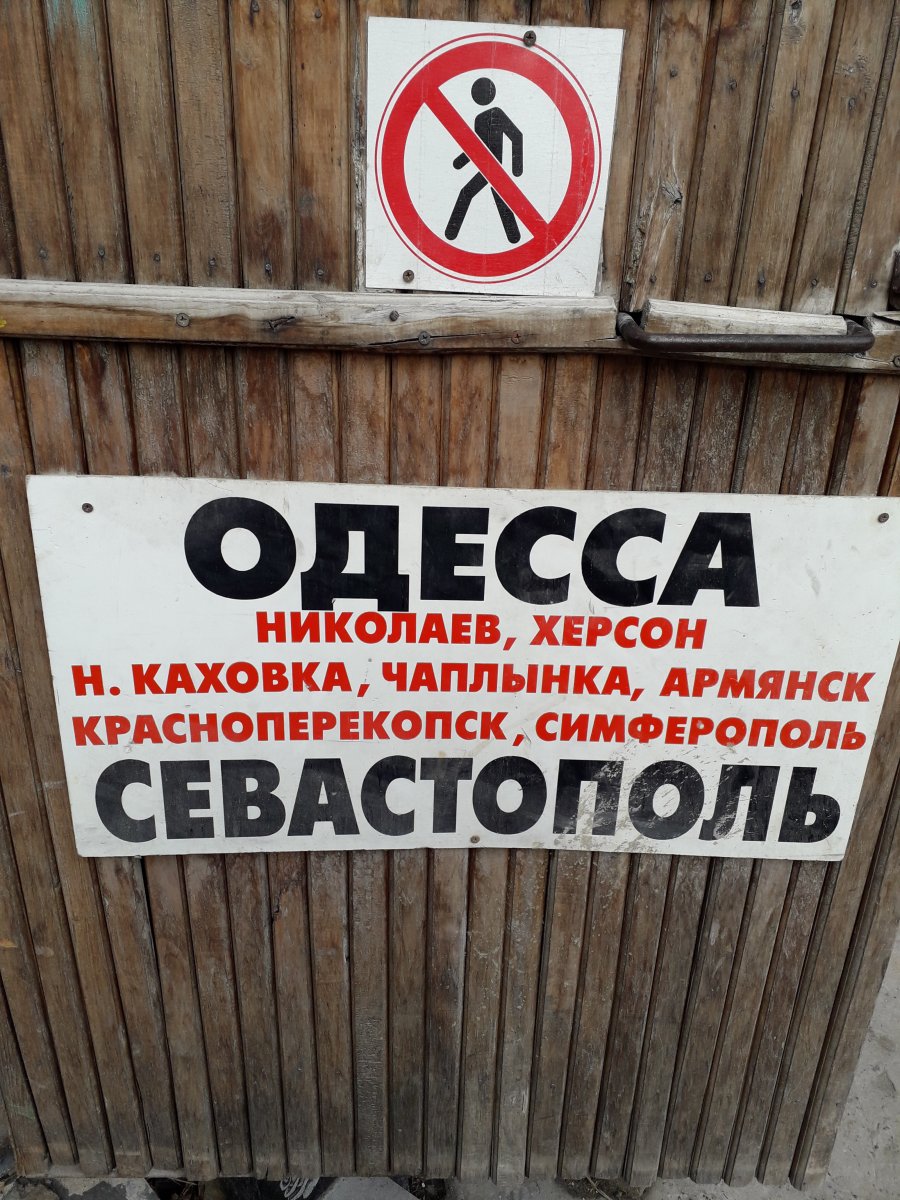 ОДЕССА
НИКОЛАЕВ, ХЕРСОН
Н. КАХОВКА, ЧАПЛЫНКА, АРМЯНСК
КРАСНОПЕРЕКОПСК, СИМФЕРОПОЛЬ
СЕВАСТОПОЛЬ